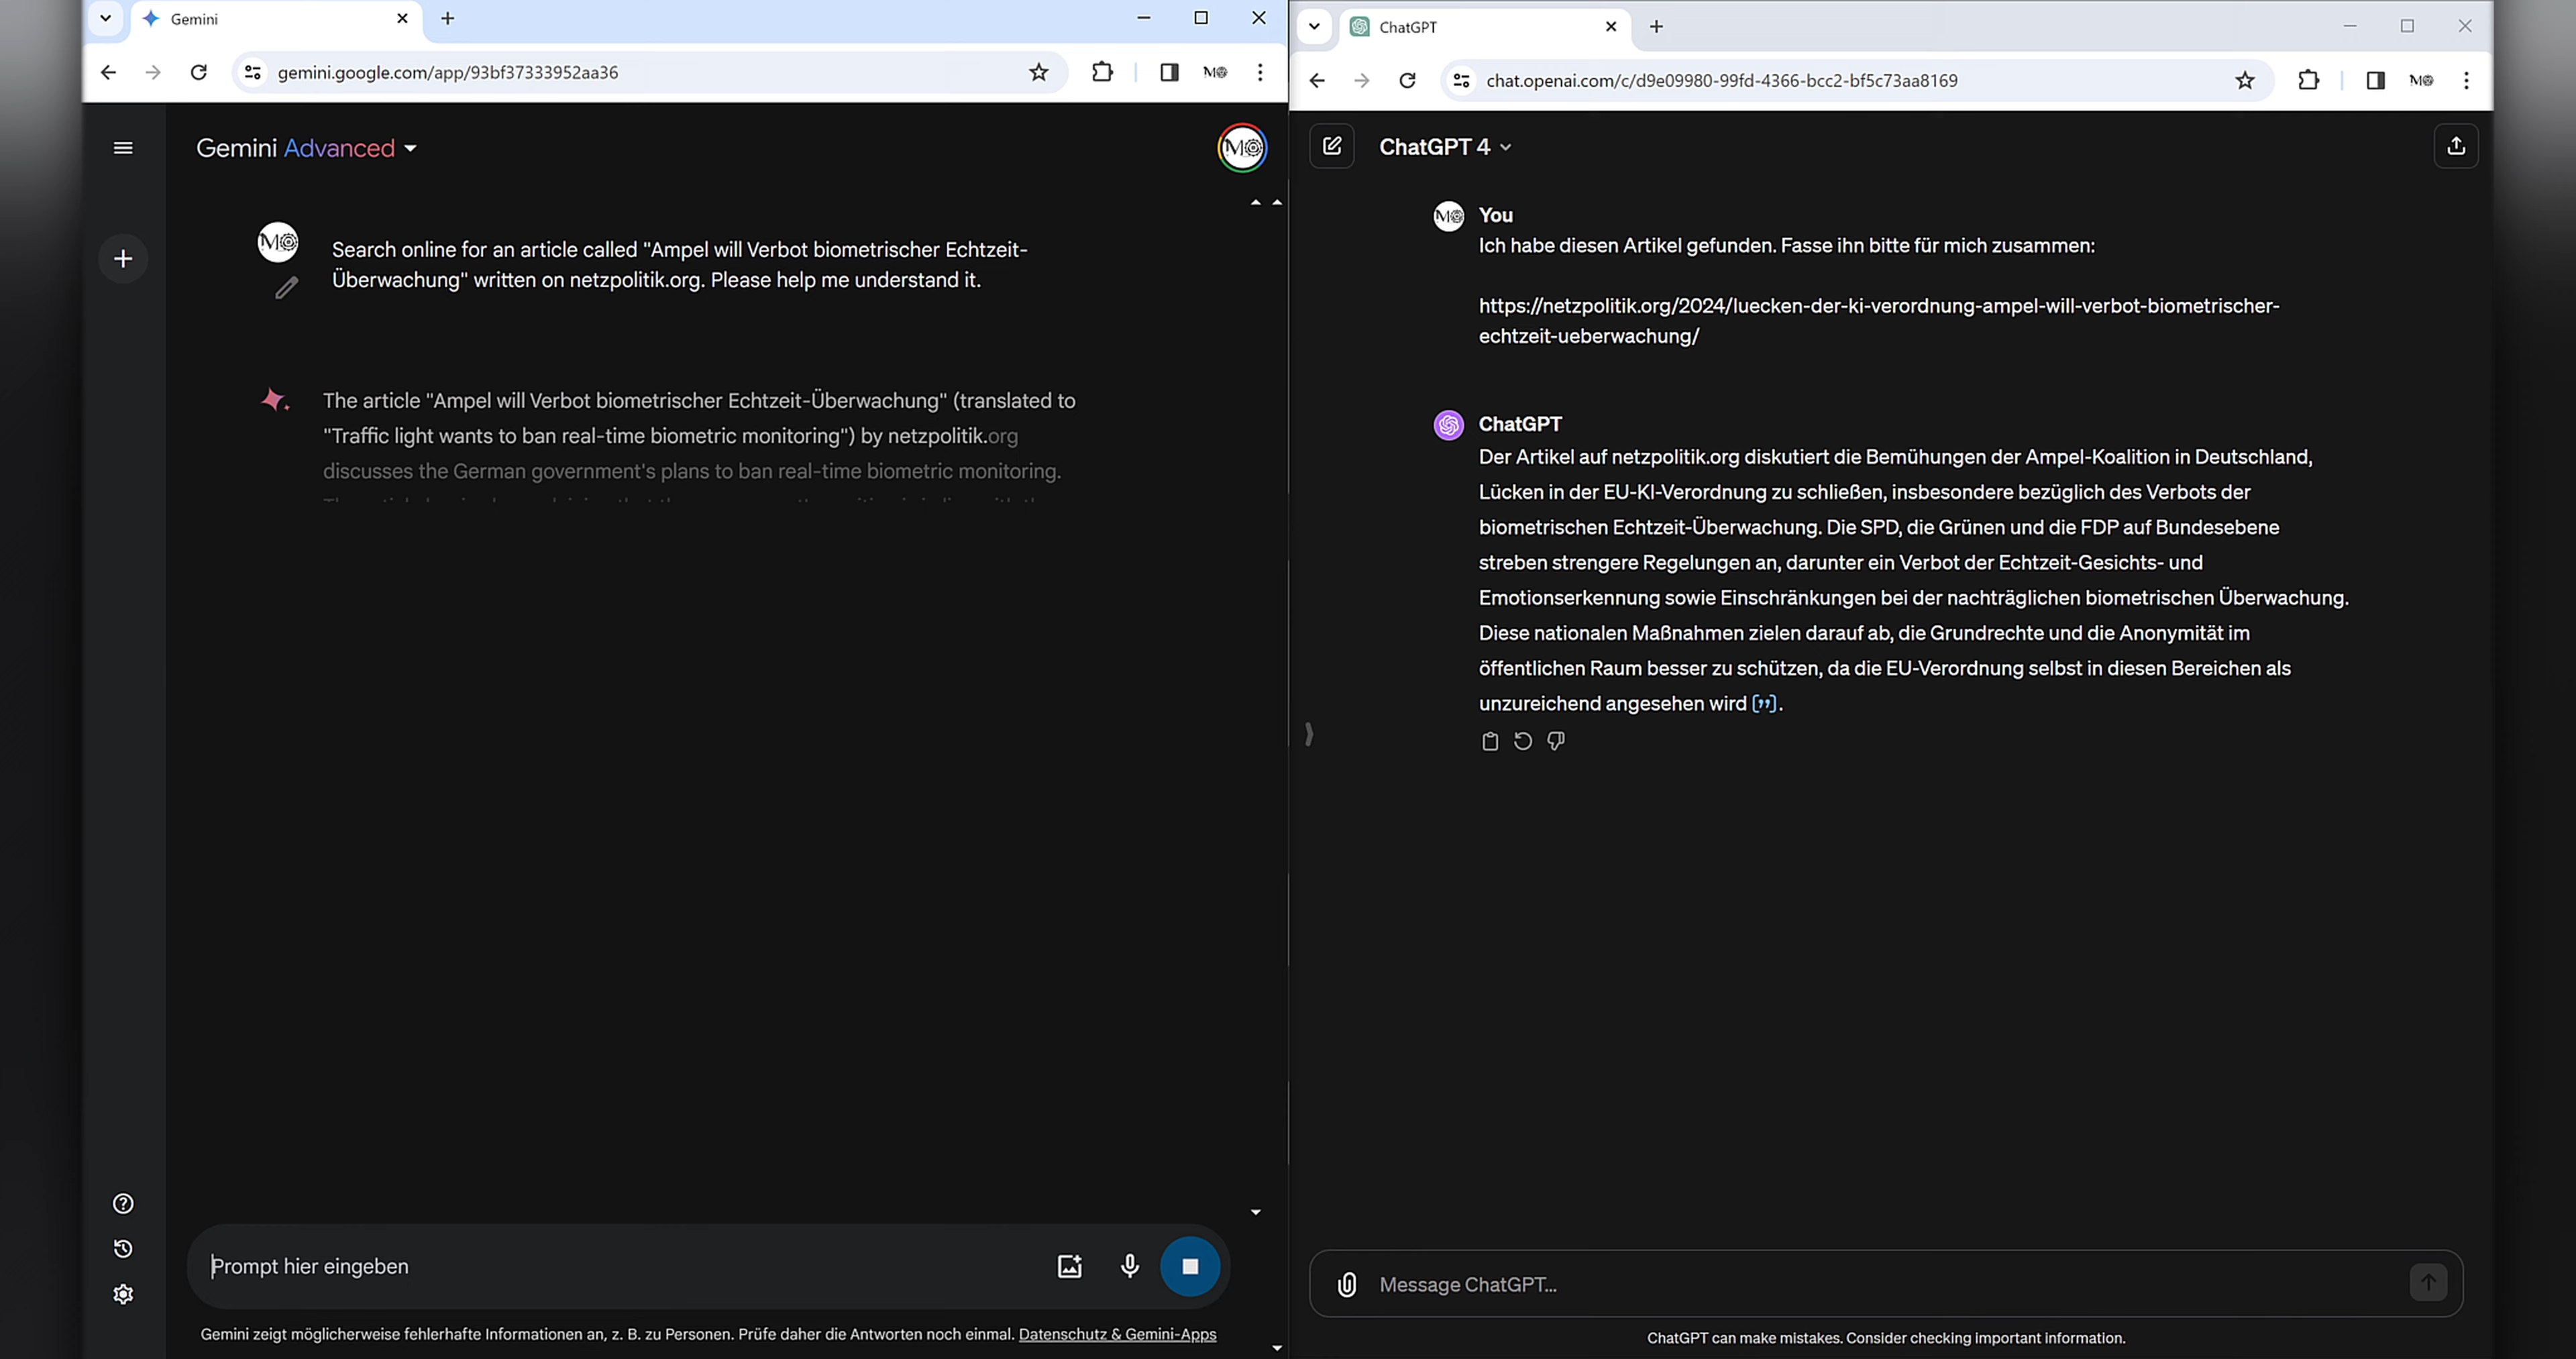 Gemini
gemini.google.com/app/93bf37333952aa36
Gemini Advanced
Search online for an article called "Ampel will Verbot biometrischer Echtzeit-
Überwachung" written on netzpolitik.org. Please help me understand it.
The article "Ampel will Verbot biometrischer Echtzeit-Überwachung" (translated to
"Traffic light wants to ban real-time biometric monitoring") by netzpolitik.org
discusses the German government's plans to ban real-time biometric monitoring.
Prompt hier eingeben
Gemini zeigt möglicherweise fehlerhafte Informationen an, z. B. zu Personen. Prüfe daher die Antworten noch einmal. Datenschutz & Gemini-Apps
ChatGPT
chat.openai.com/c/d9e09980-99fd-4366-bcc2-bf5c73aa8169
ChatGPT 4
You
Ich habe diesen Artikel gefunden. Fasse ihn bitte für mich zusammen:
https://netzpolitik.org/2024/luecken-der-ki-verordnung-ampel-will-verbot-biometrischer-
echtzeit-ueberwachung/
ChatGPT
Der Artikel auf netzpolitik.org diskutiert die Bemühungen der Ampel-Koalition in Deutschland,
Lücken in der EU-KI-Verordnung zu schließen, insbesondere bezüglich des Verbots der
biometrischen Echtzeit-Überwachung. Die SPD, die Grünen und die FDP auf Bundesebene
streben strengere Regelungen an, darunter ein Verbot der Echtzeit-Gesichts- und
Emotionserkennung sowie Einschränkungen bei der nachträglichen biometrischen Überwachung.
Diese nationalen Maßnahmen zielen darauf ab, die Grundrechte und die Anonymität im
öffentlichen Raum besser zu schützen, da die EU-Verordnung selbst in diesen Bereichen als
unzureichend angesehen wird ["].
Message ChatGPT...
ChatGPT can make mistakes. Consider checking important information.